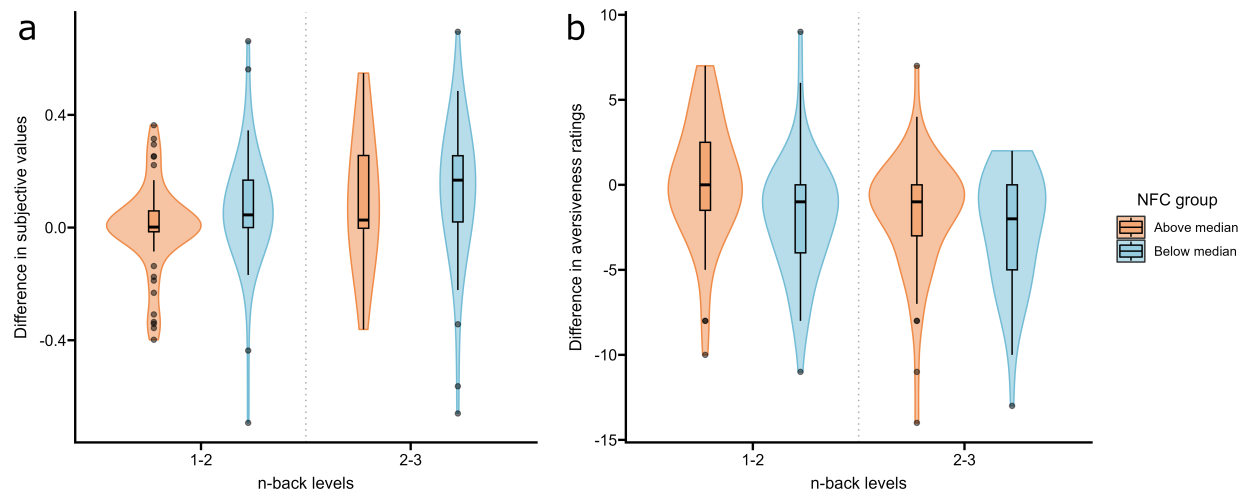 a
Difference in subjective values
0.4
0.0
-0.4
1-2
2-3
n-back levels
b
Difference in aversiveness ratings
10
5
0
-5
-10
-15
1-2
2-3
n-back levels
NFC group
Above median
Below median